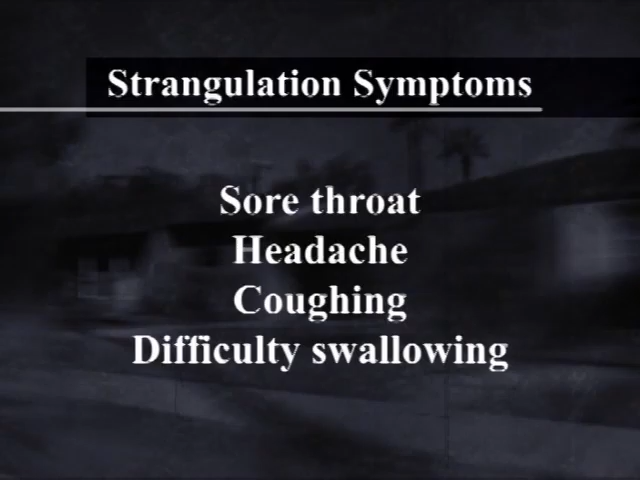 Strangulation Symptoms
Sore throat
Headache
Coughing
Difficulty swallowing